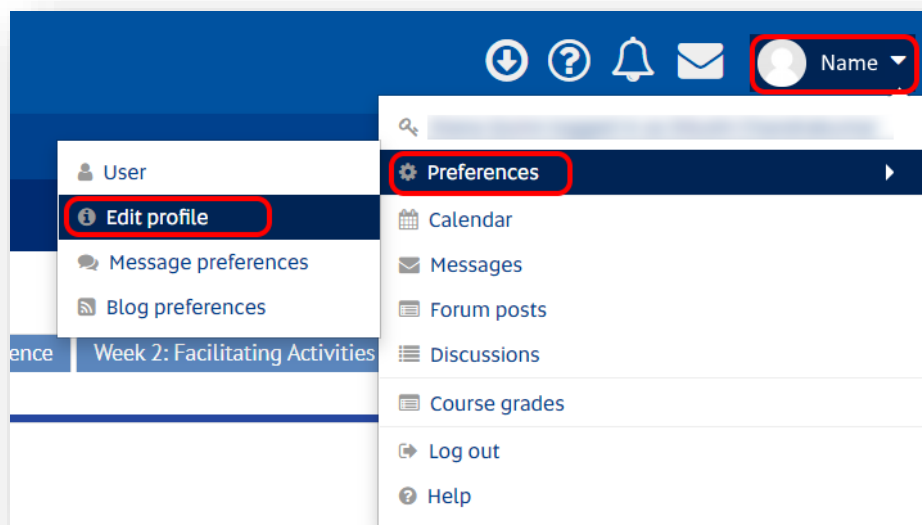 Name
Preferences
Calendar
Messages
Forum posts
Discussions
Course grades
Log out
Help
User
Edit profile
Message preferences
Blog preferences
ence
Week 2: Facilitating Activities